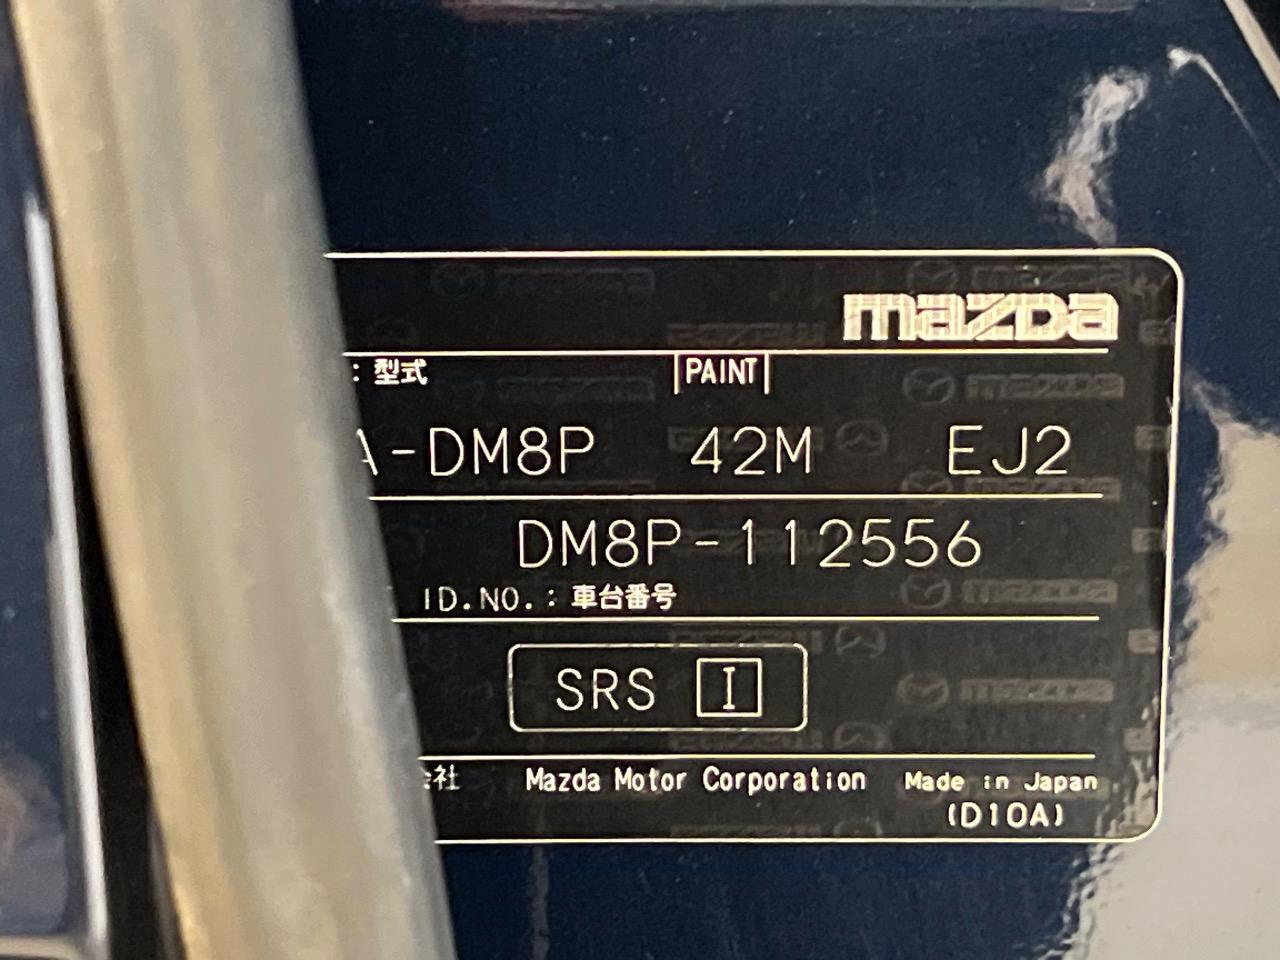 mazda
: 型式 PAINT
-DM8P 42M EJ2
DM8P-112556
ID.NO.: 車台番号
SRS I
社 Mazda Motor Corporation Made in Japan
(D10A)